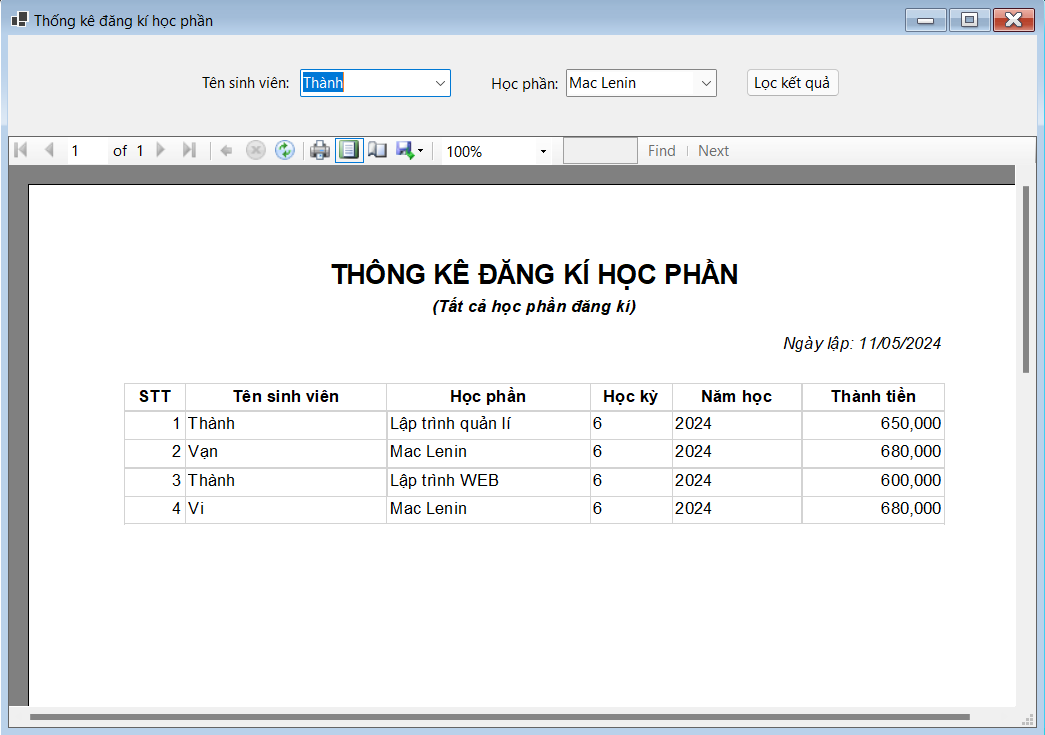 Thống kê đăng kí học phần
Tên sinh viên: Thành Học phần: Mac Lenin Lọc kết quả
1 of 1 100% Find Next
THỐNG KÊ ĐĂNG KÍ HỌC PHẦN
(Tất cả học phần đăng kí)
Ngày lập: 11/05/2024
STT Tên sinh viên Học phần Học kỳ Năm học Thành tiền
1 Thành Lập trình quản lí 6 2024 650,000
2 Vạn Mac Lenin 6 2024 680,000
3 Thành Lập trình WEB 6 2024 600,000
4 Vi Mac Lenin 6 2024 680,000